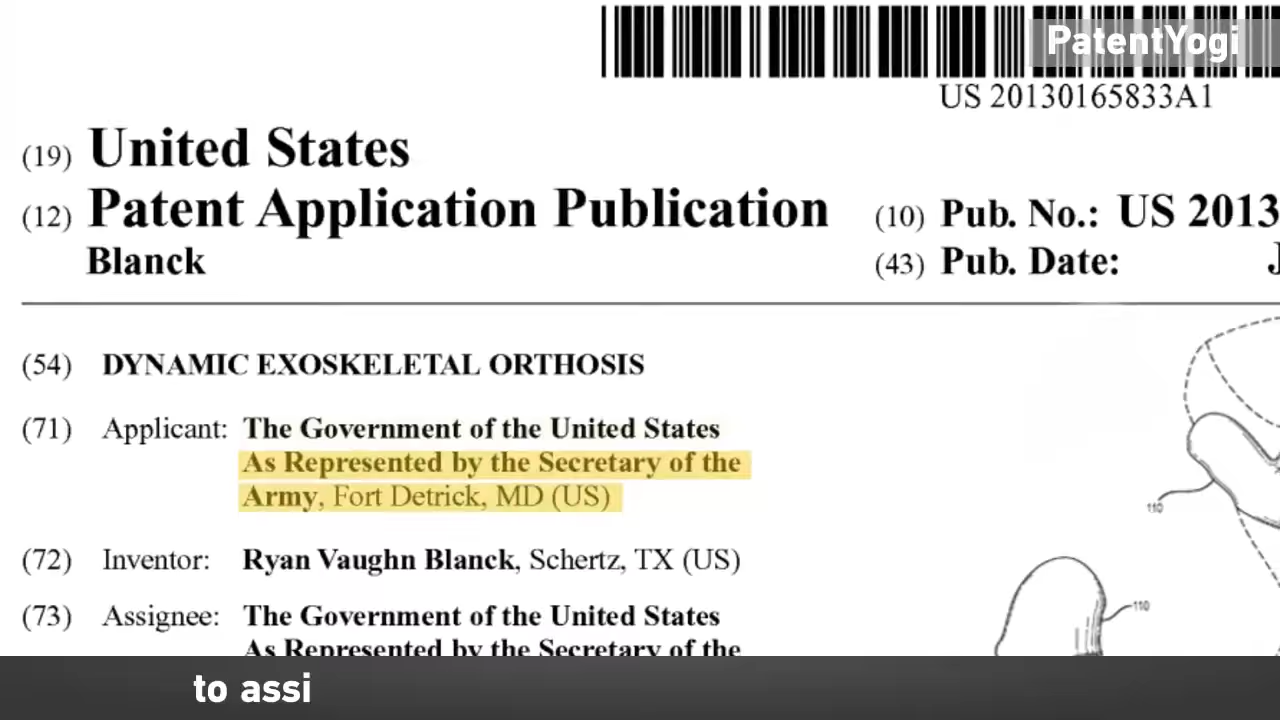 PatentYogi
US 20130165833A1
(19) United States
(12) Patent Application Publication
Blanck
(10) Pub. No.: US 2013
(43) Pub. Date: J
(54) DYNAMIC EXOSKELETAL ORTHOSIS
(71) Applicant: The Government of the United States
As Represented by the Secretary of the
Army, Fort Detrick, MD (US)
(72) Inventor: Ryan Vaughn Blanck, Schertz, TX (US)
(73) Assignee: The Government of the United States
As Represented by the Secretary of the
110
110
to assi